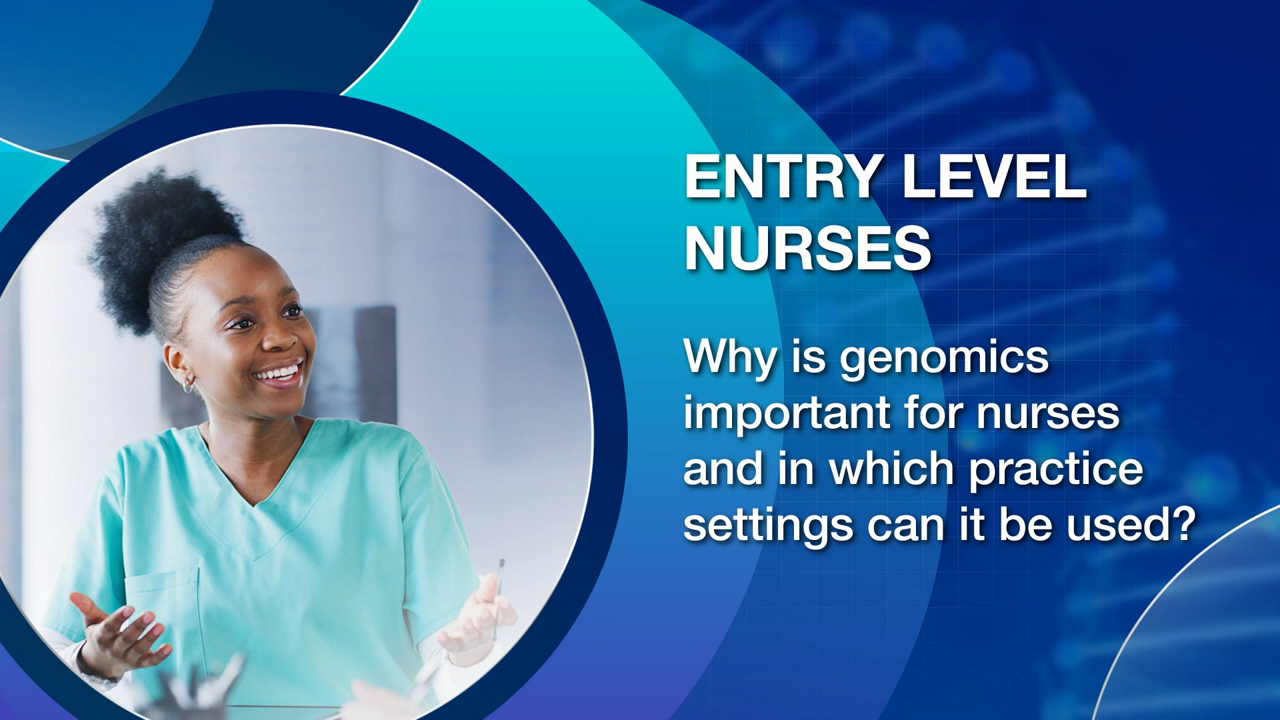 ENTRY LEVEL
NURSES
Why is genomics
important for nurses
and in which practice
settings can it be used?